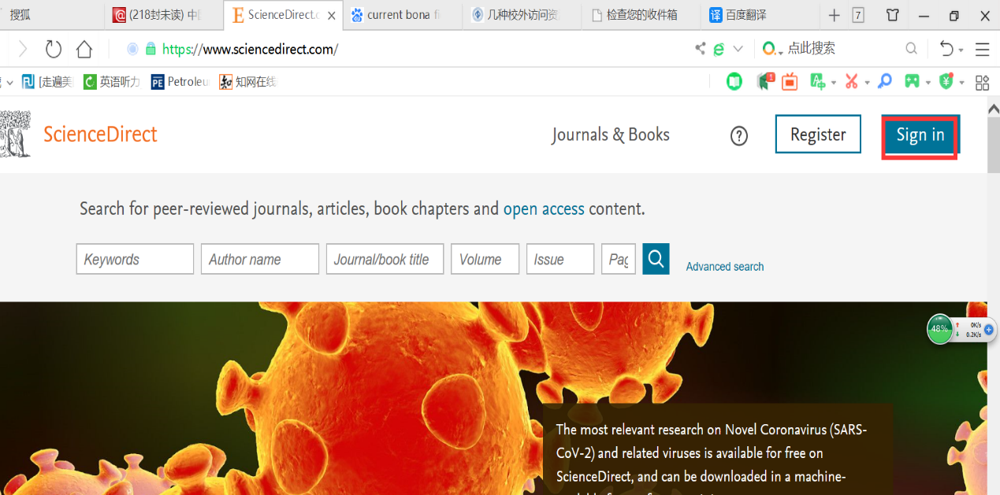 搜狐
(218封未读) 中
ScienceDirect.c
current bona fi
几种校外访问资
检查您的收件箱
百度翻译
7
https://www.sciencedirect.com/
点此搜索
[走遍美
英语听力
PE Petroleu
知网在线
1
ScienceDirect
Journals & Books
?
Register
Sign in
Search for peer-reviewed journals, articles, book chapters and open access content.
Keywords
Author name
Journal/book title
Volume
Issue
Pag
Advanced search
48%
0K/s
0.2K/s
The most relevant research on Novel Coronavirus (SARS-
CoV-2) and related viruses is available for free on
ScienceDirect, and can be downloaded in a machine-